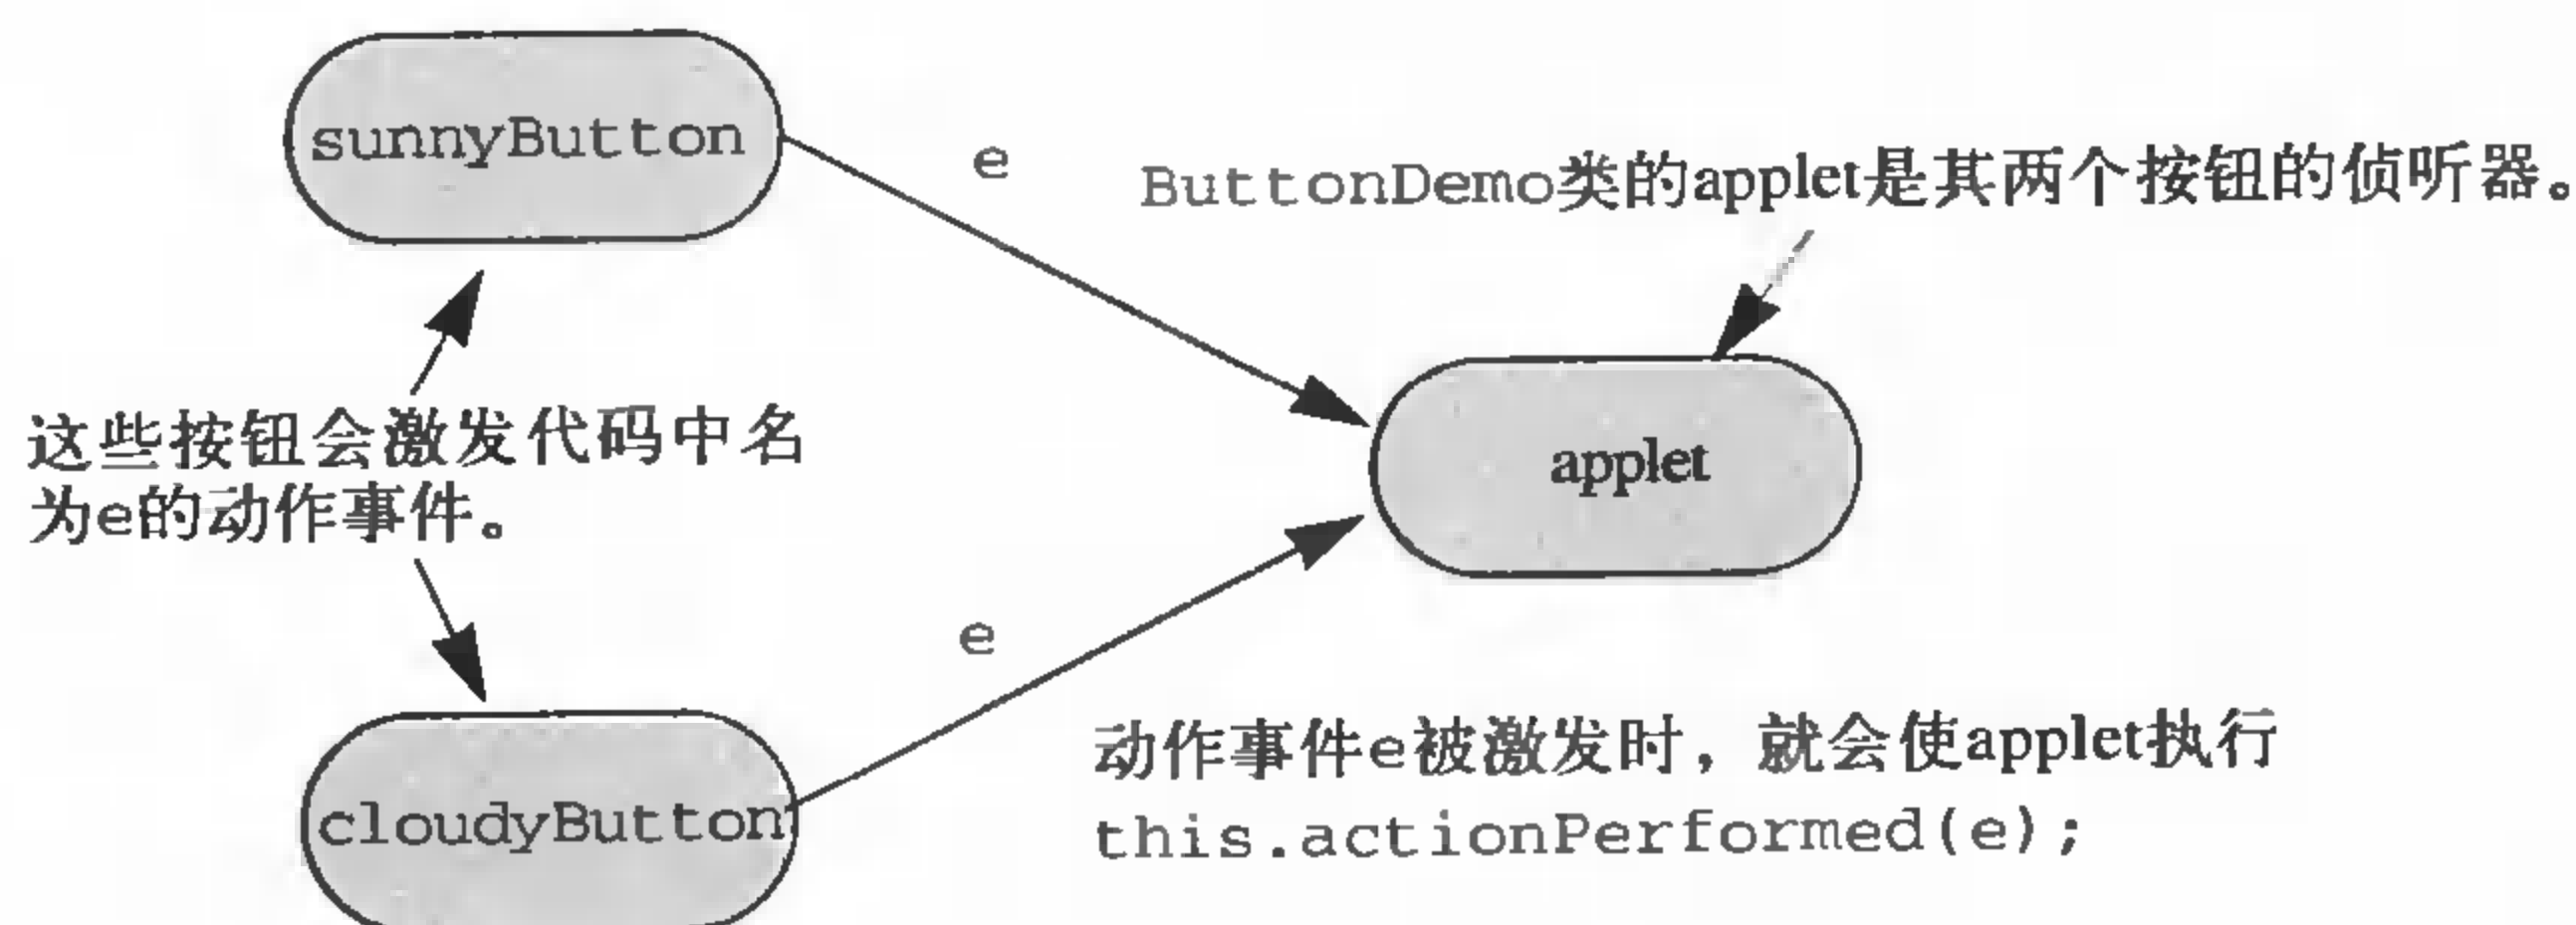 sunnyButton
e
ButtonDemo类的applet是其两个按钮的侦听器。
这些按钮会激发代码中名
为e的动作事件。
applet
e
动作事件e被激发时，就会使applet执行
this.actionPerformed(e);
cloudyButton